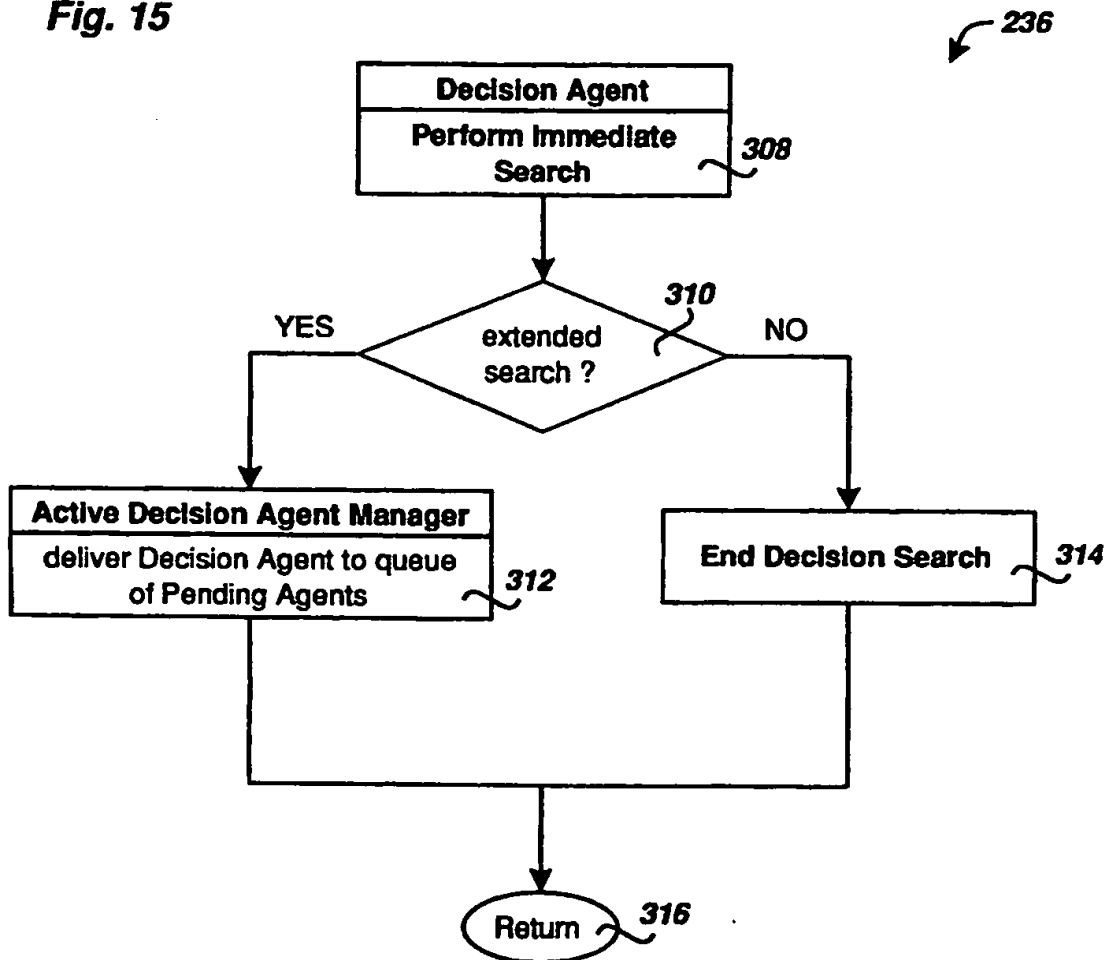 Fig. 15
236
Decision Agent
Perform Immediate
Search
308
310
YES
extended
search ?
NO
Active Decision Agent Manager
deliver Decision Agent to queue
of Pending Agents
312
End Decision Search
314
Return
316